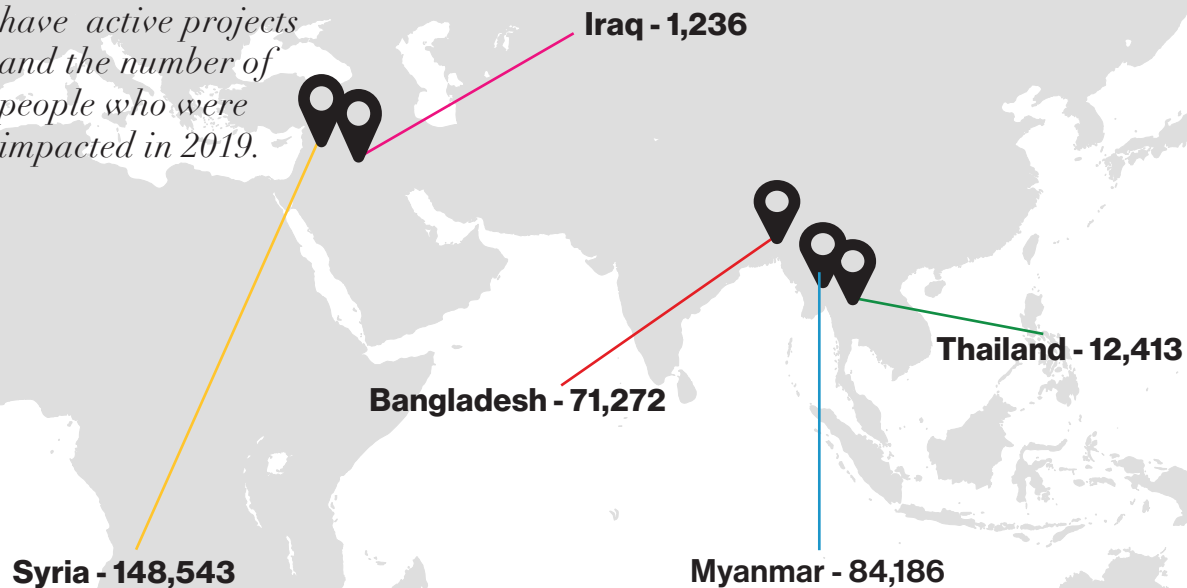 have active projects
and the number of
people who were
impacted in 2019.
Iraq - 1,236
Thailand - 12,413
Bangladesh - 71,272
Syria - 148,543
Myanmar - 84,186